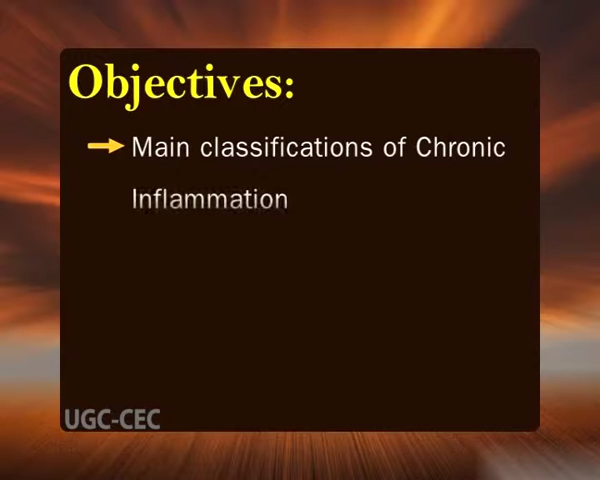 Objectives:
Main classifications of Chronic
Inflammation
UGC-CEC